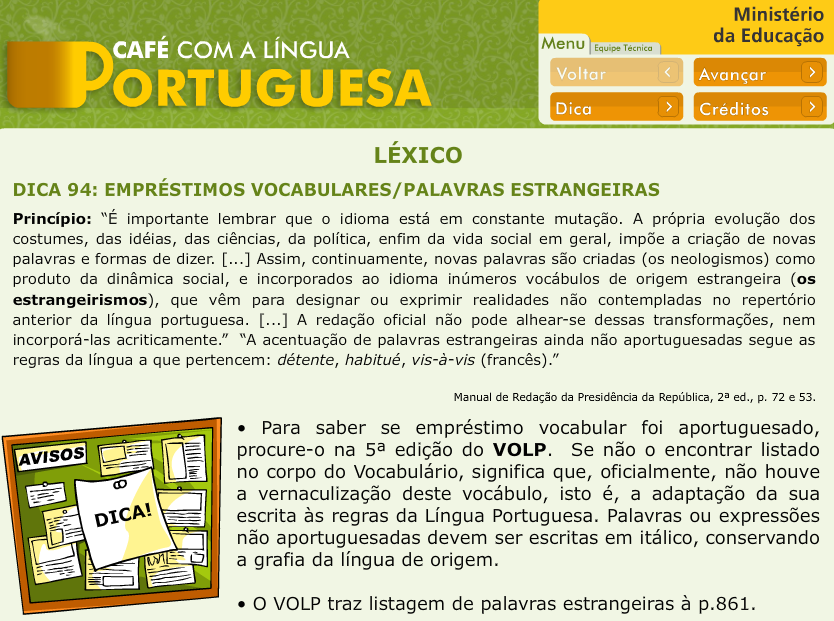 CAFÉ COM A LÍNGUA
PORTUGUESA
Ministério
da Educação
Menu
Equipe Técnica
Voltar
Avançar
Dica
Créditos
LÉXICO
DICA 94: EMPRÉSTIMOS VOCABULARES/PALAVRAS ESTRANGEIRAS
Princípio: “É importante lembrar que o idioma está em constante mutação. A própria evolução dos
costumes, das idéias, das ciências, da política, enfim da vida social em geral, impõe a criação de novas
palavras e formas de dizer. [...] Assim, continuamente, novas palavras são criadas (os neologismos) como
produto da dinâmica social, e incorporados ao idioma inúmeros vocábulos de origem estrangeira (os
estrangeirismos), que vêm para designar ou exprimir realidades não contempladas no repertório
anterior da língua portuguesa. [...] A redação oficial não pode alhear-se dessas transformações, nem
incorporá-las acriticamente.” “A acentuação de palavras estrangeiras ainda não aportuguesadas segue as
regras da língua a que pertencem: détente, habitué, vis-à-vis (francês).”
Manual de Redação da Presidência da República, 2ª ed., p. 72 e 53.
AVISOS
DICA!
• Para saber se empréstimo vocabular foi aportuguesado,
procure-o na 5ª edição do VOLP. Se não o encontrar listado
no corpo do Vocabulário, significa que, oficialmente, não houve
a vernaculização deste vocábulo, isto é, a adaptação da sua
escrita às regras da Língua Portuguesa. Palavras ou expressões
não aportuguesadas devem ser escritas em itálico, conservando
a grafia da língua de origem.
• O VOLP traz listagem de palavras estrangeiras à p.861.